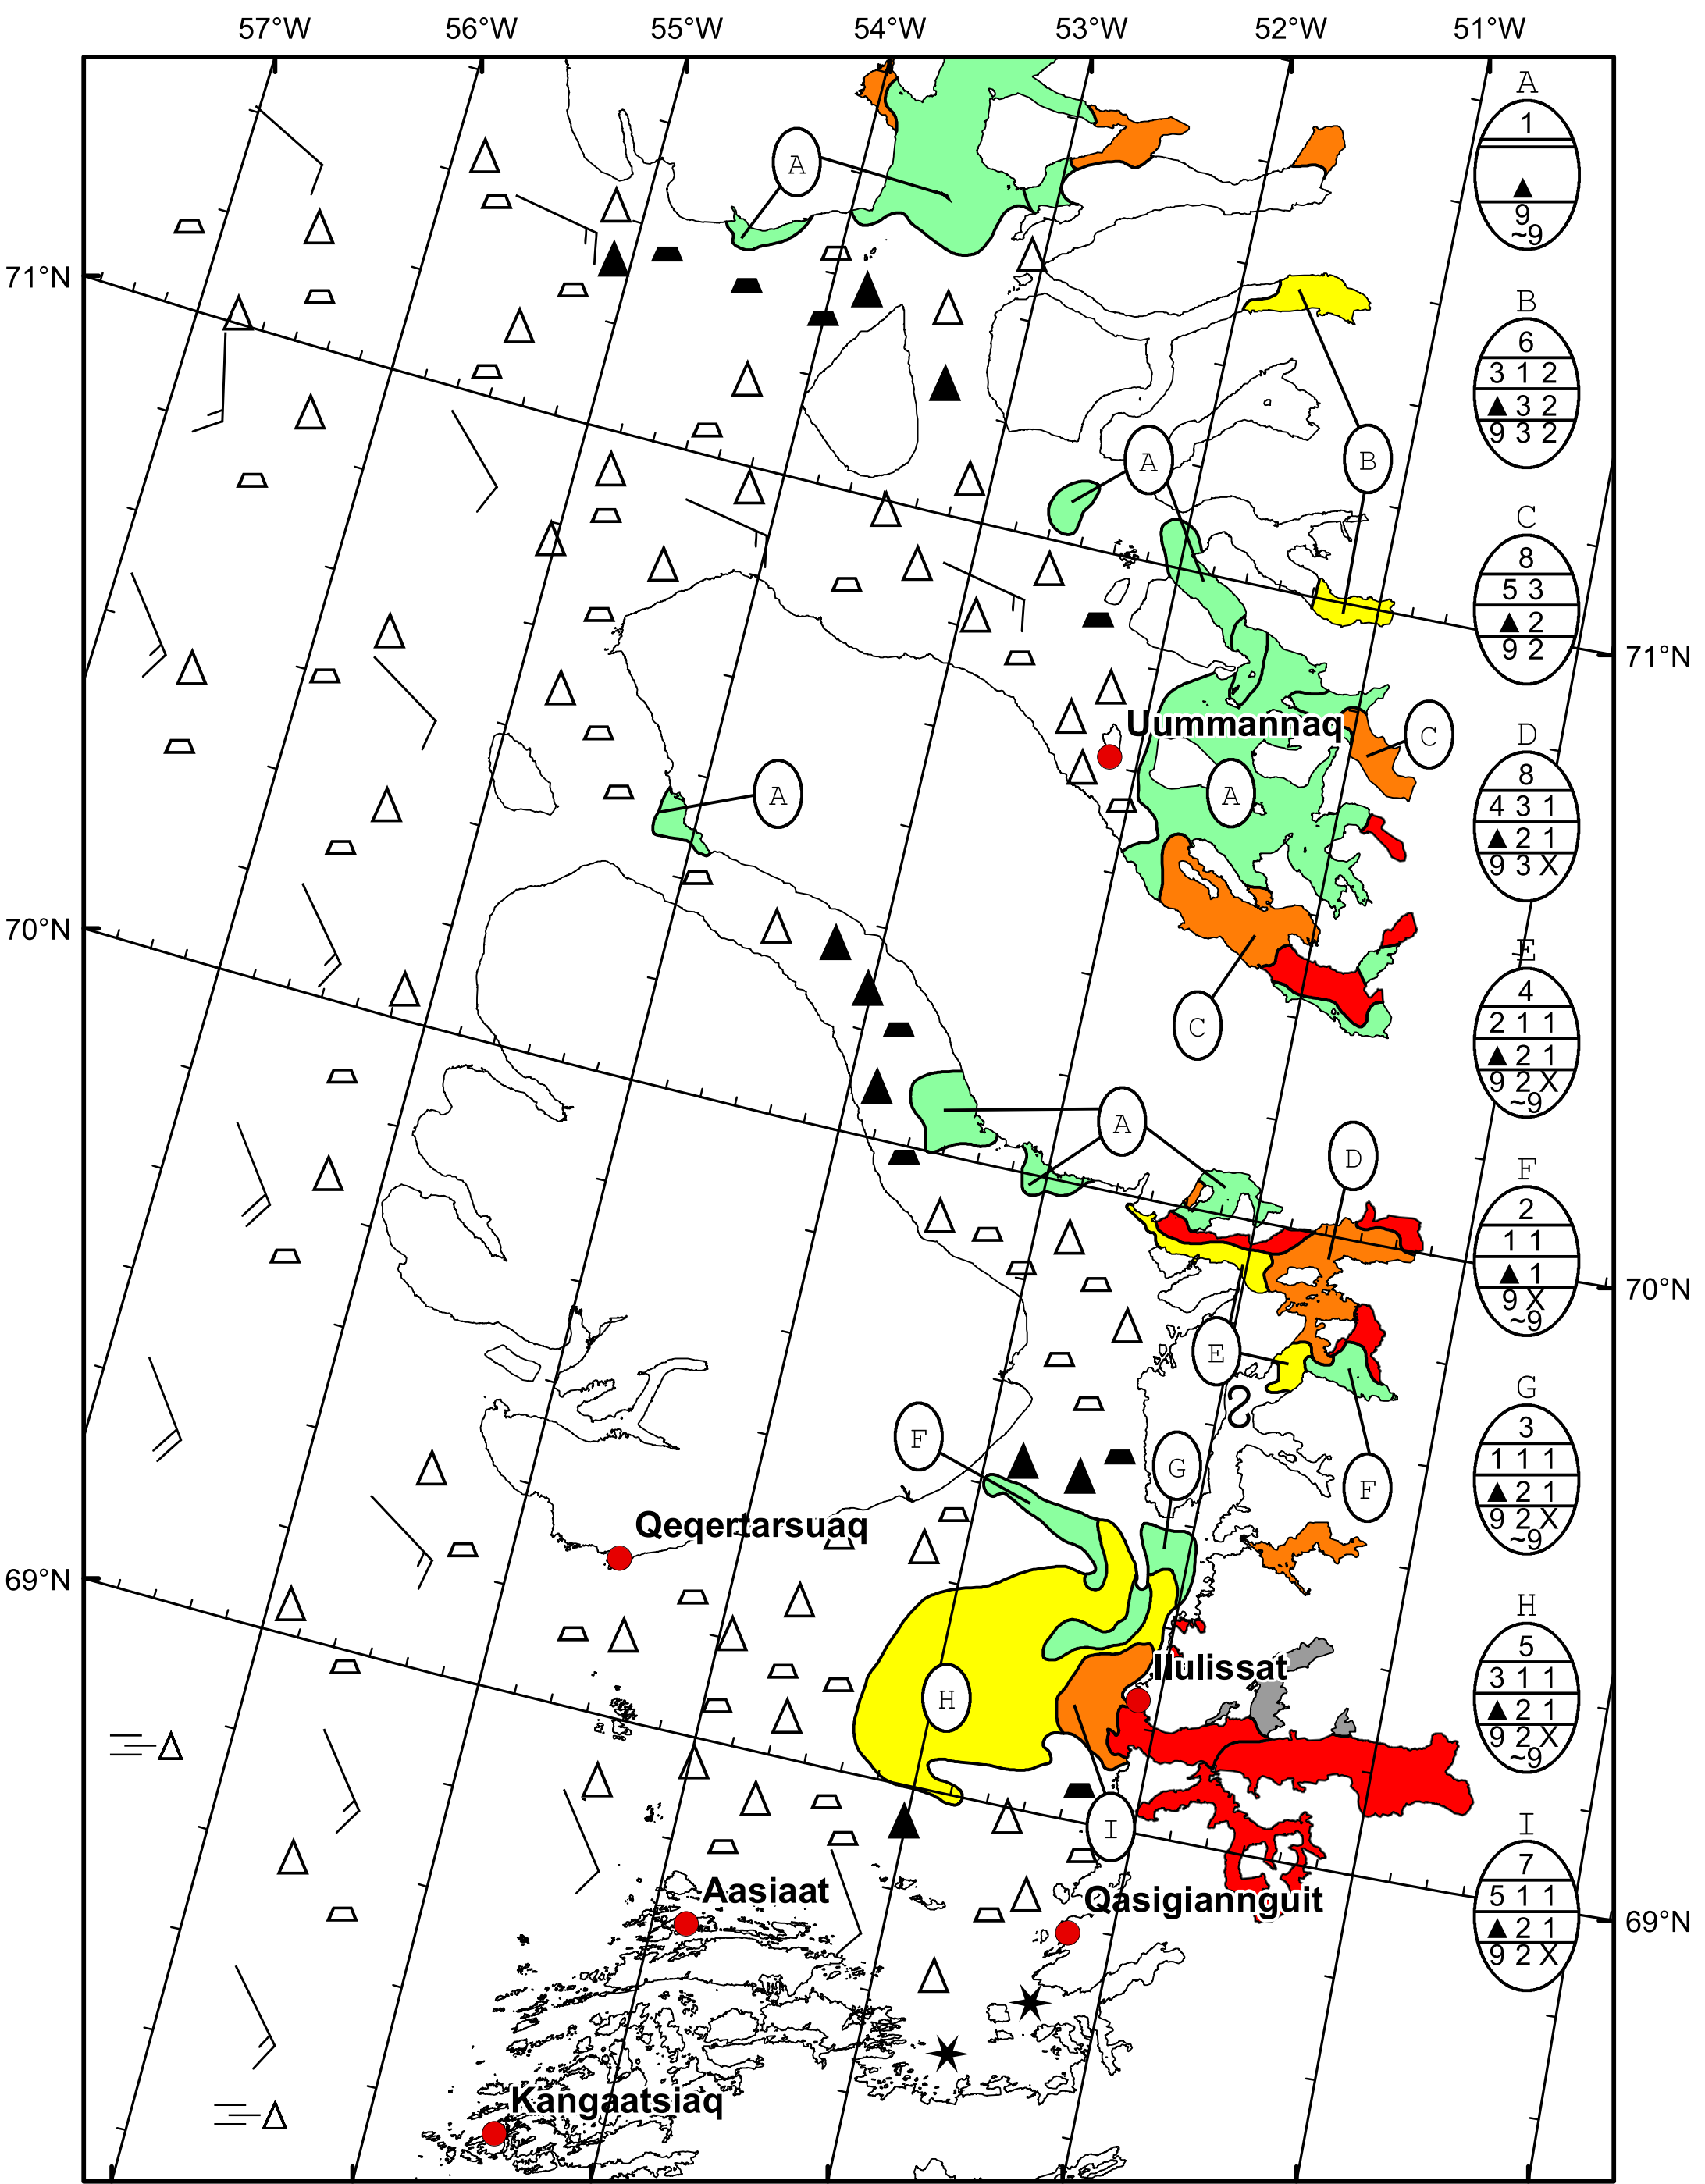 57°W 56°W 55°W 54°W 53°W 52°W 51°W
A
1
9
~9
A
71°N
B
6
3 1 2
3 2
9 3 2
A
B
C
8
5 3
2
9 2
71°N
Uummannaq
C
A
A
D
8
4 3 1
2 1
9 3 X
70°N
C
E
4
2 1 1
2 1
9 2 X
~9
A
D
F
2
1 1
1
9 X
~9
70°N
E
F
G
F
G
3
1 1 1
2 1
9 2 X
~9
Qeqertarsuaq
69°N
Ilulissat
H
H
5
3 1 1
2 1
9 2 X
~9
I
I
7
5 1 1
2 1
9 2 X
Aasiaat
Qasigiannguit
69°N
Kangaatsiaq